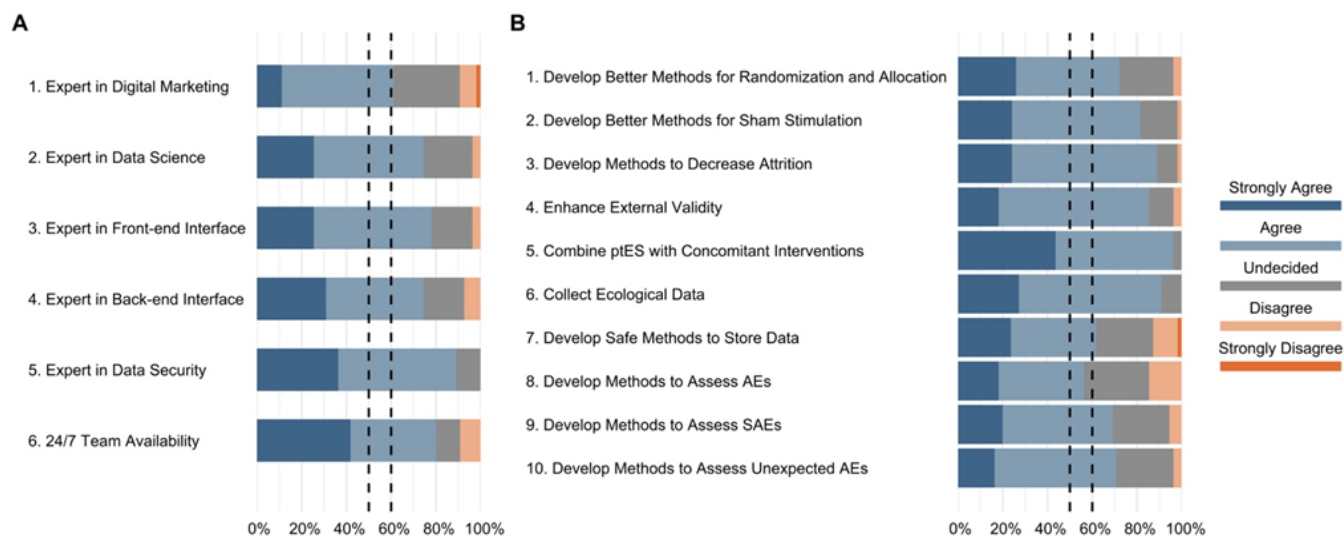 A
1. Expert in Digital Marketing
2. Expert in Data Science
3. Expert in Front-end Interface
4. Expert in Back-end Interface
5. Expert in Data Security
6. 24/7 Team Availability
0% 20% 40% 60% 80% 100%
B
1. Develop Better Methods for Randomization and Allocation
2. Develop Better Methods for Sham Stimulation
3. Develop Methods to Decrease Attrition
4. Enhance External Validity
5. Combine ptES with Concomitant Interventions
6. Collect Ecological Data
7. Develop Safe Methods to Store Data
8. Develop Methods to Assess AEs
9. Develop Methods to Assess SAEs
10. Develop Methods to Assess Unexpected AEs
0% 20% 40% 60% 80% 100%
Strongly Agree
Agree
Undecided
Disagree
Strongly Disagree